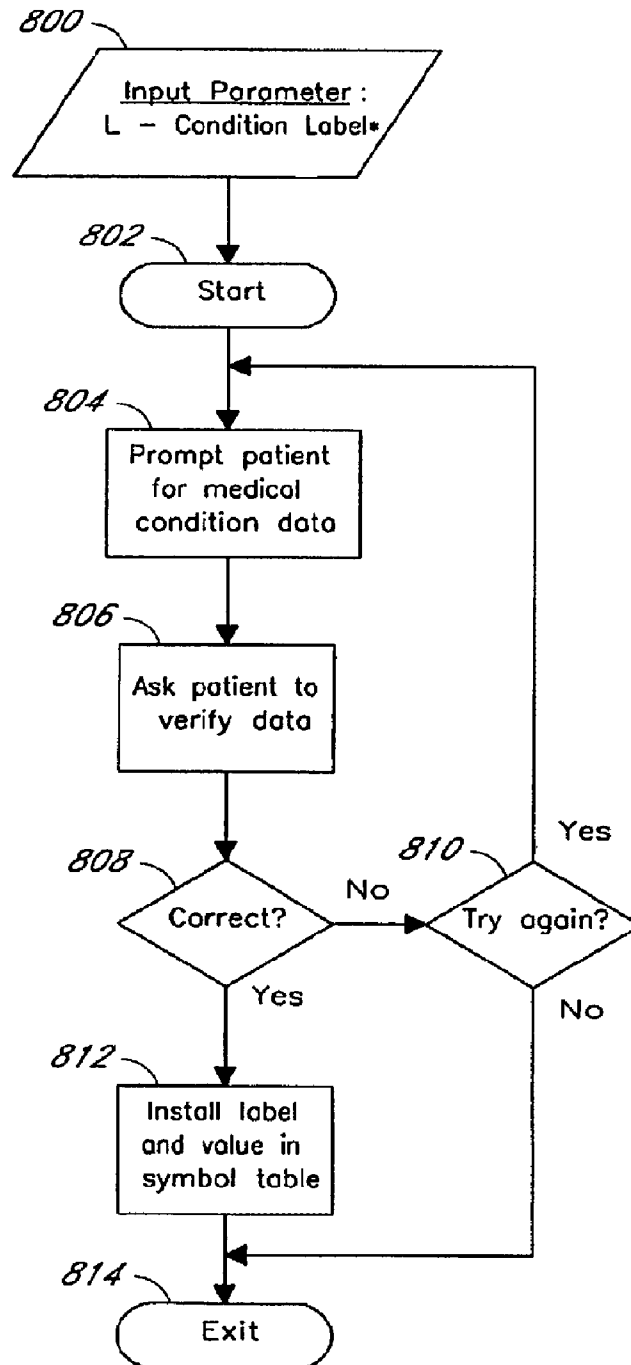 800
Input Parameter :
L - Condition Label*
802
Start
804
Prompt patient
for medical
condition data
806
Ask patient to
verify data
808
Correct?
No
810
Try again?
Yes
Yes
No
812
Install label
and value in
symbol table
814
Exit